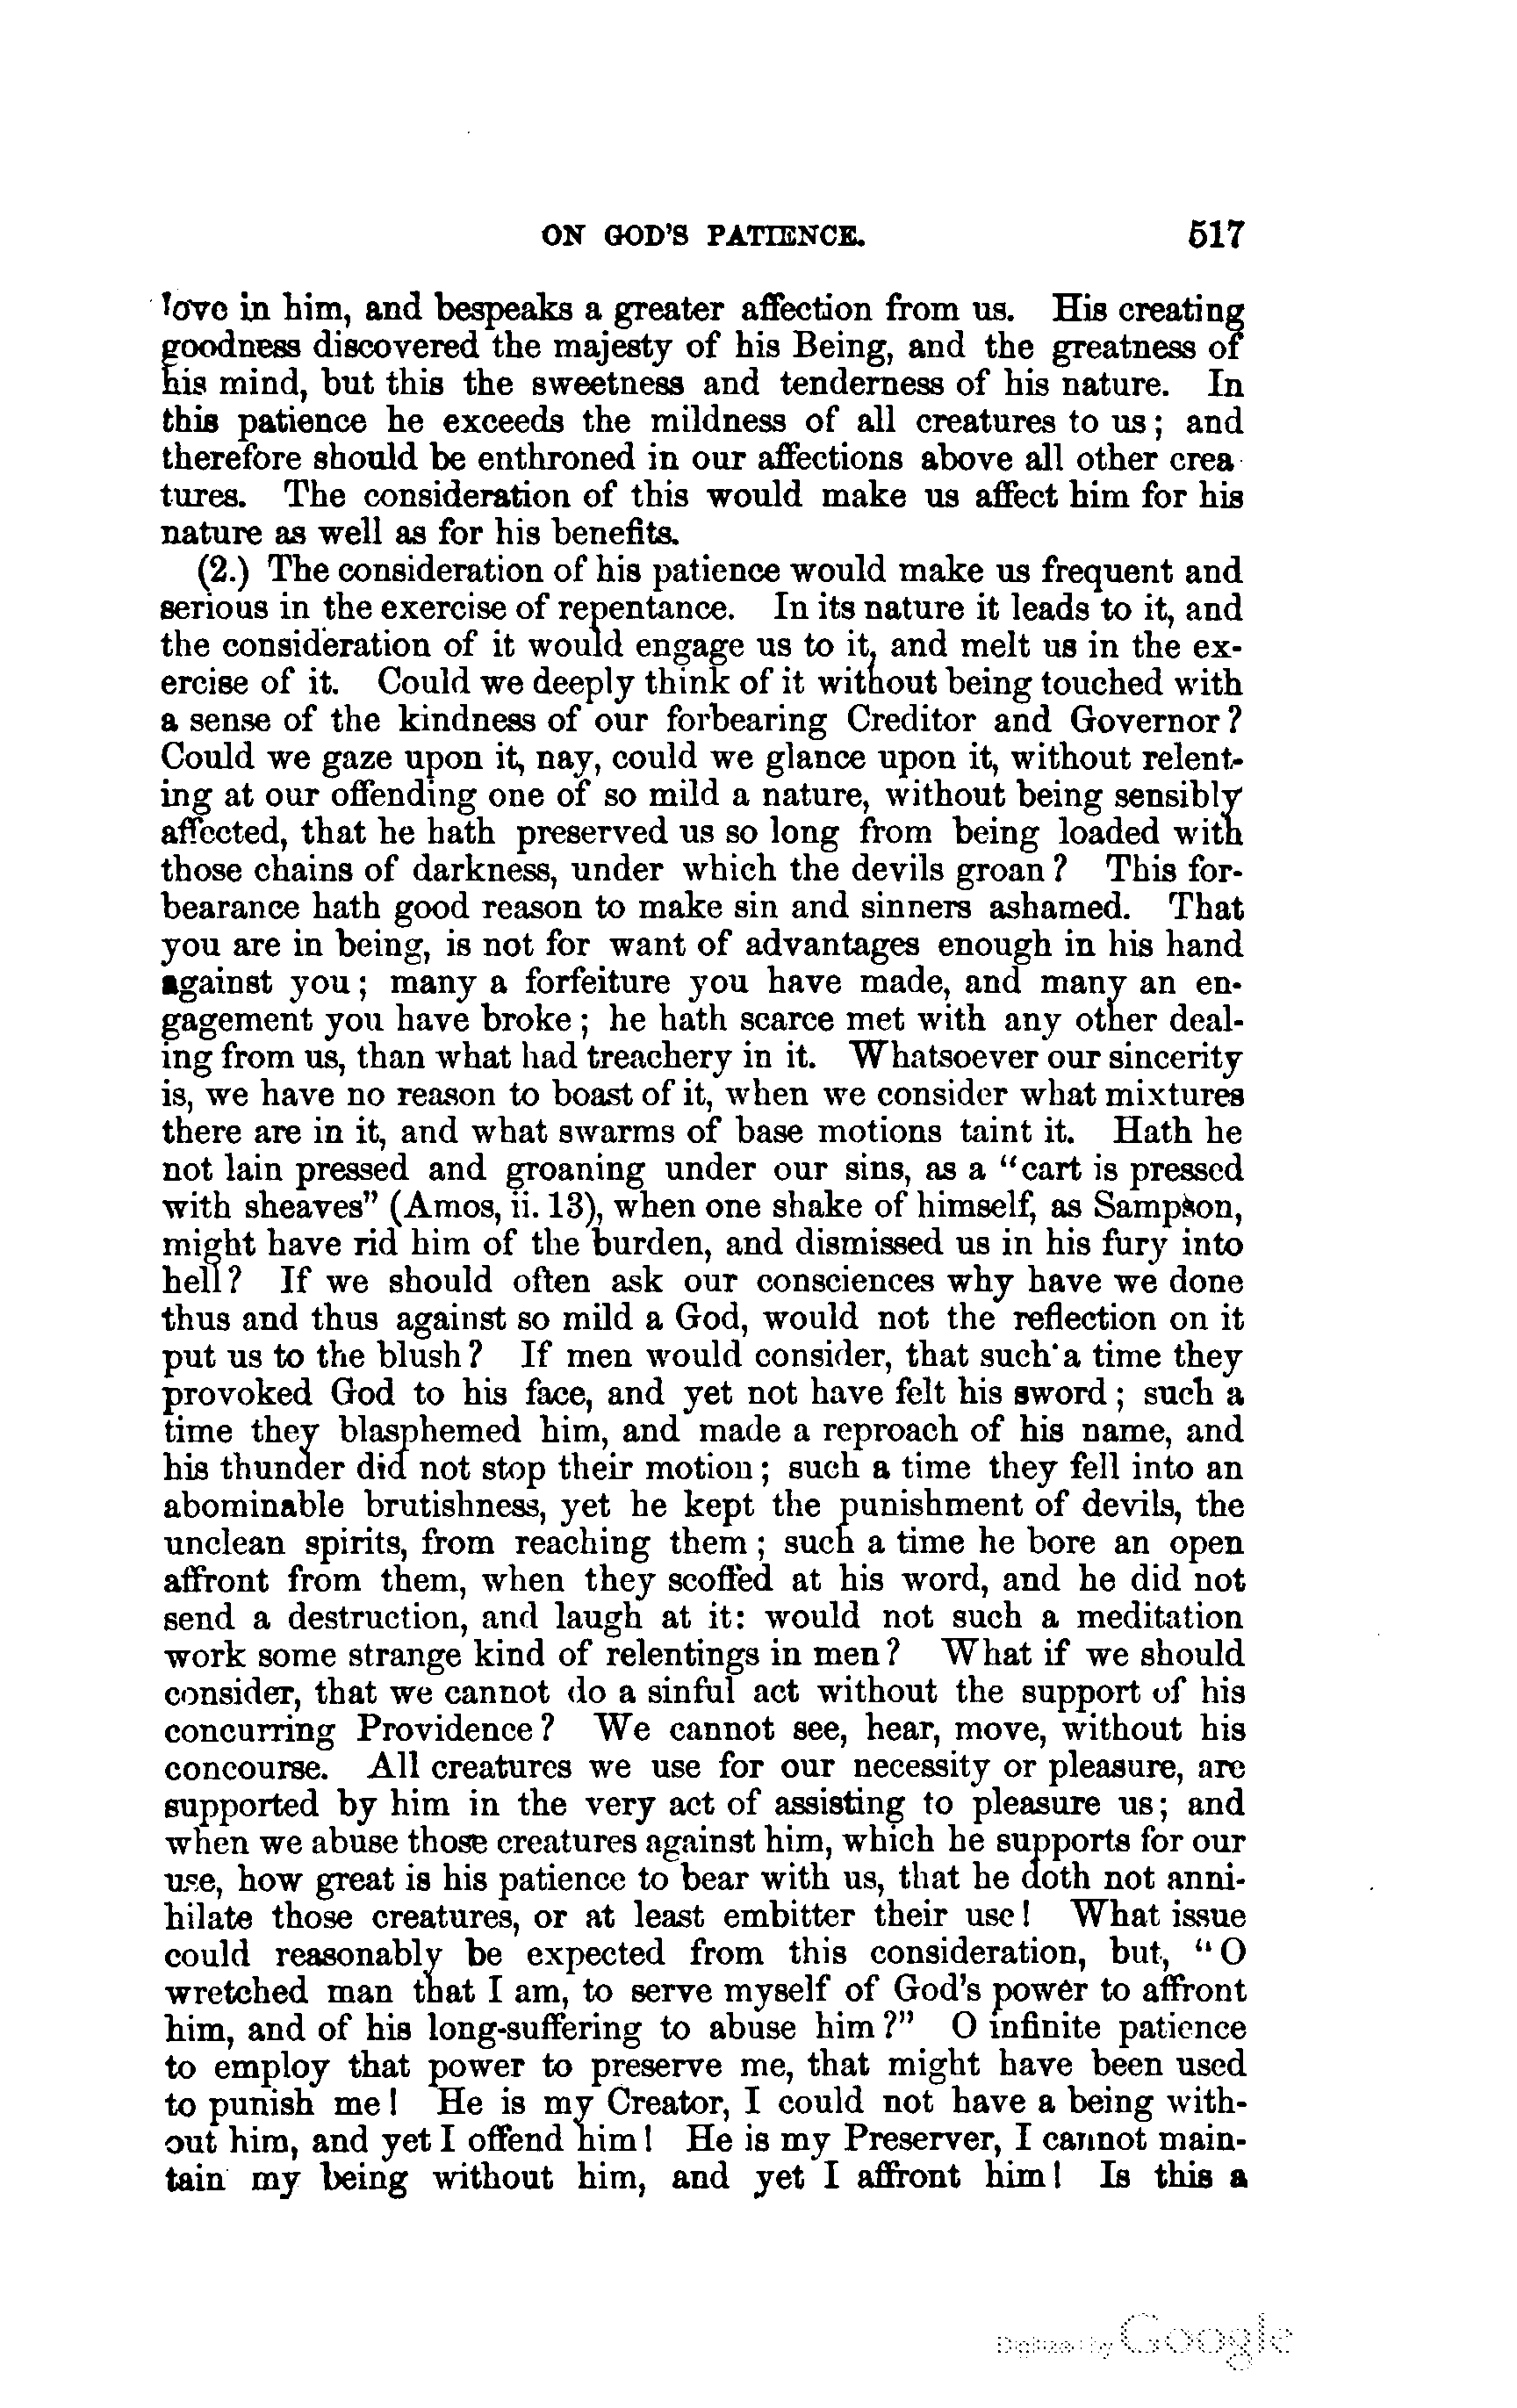 ON GOD'S PATIENCE. 517
love in him, and bespeaks a greater affection from us. His creating
goodness discovered the majesty of his Being, and the greatness of
his mind, but this the sweetness and tenderness of his nature. In
this patience he exceeds the mildness of all creatures to us; and
therefore should be enthroned in our affections above all other crea
tures. The consideration of this would make us affect him for his
nature as well as for his benefits.
(2.) The consideration of his patience would make us frequent and
serious in the exercise of repentance. In its nature it leads to it, and
the consideration of it would engage us to it, and melt us in the ex-
ercise of it. Could we deeply think of it without being touched with
a sense of the kindness of our forbearing Creditor and Governor?
Could we gaze upon it, nay, could we glance upon it, without relent-
ing at our offending one of so mild a nature, without being sensibly
affected, that he hath preserved us so long from being loaded with
those chains of darkness, under which the devils groan? This for-
bearance hath good reason to make sin and sinners ashamed. That
you are in being, is not for want of advantages enough in his hand
against you; many a forfeiture you have made, and many an en-
gagement you have broke; he hath scarce met with any other deal-
ing from us, than what had treachery in it. Whatsoever our sincerity
is, we have no reason to boast of it, when we consider what mixtures
there are in it, and what swarms of base motions taint it. Hath he
not lain pressed and groaning under our sins, as a "cart is pressed
with sheaves" (Amos, ii. 13), when one shake of himself, as Sampson,
might have rid him of the burden, and dismissed us in his fury into
hell? If we should often ask our consciences why have we done
thus and thus against so mild a God, would not the reflection on it
put us to the blush? If men would consider, that such a time they
provoked God to his face, and yet not have felt his sword; such a
time they blasphemed him, and made a reproach of his name, and
his thunder did not stop their motion; such a time they fell into an
abominable brutishness, yet he kept the punishment of devils, the
unclean spirits, from reaching them; such a time he bore an open
affront from them, when they scoffed at his word, and he did not
send a destruction, and laugh at it: would not such a meditation
work some strange kind of relentings in men? What if we should
consider, that we cannot do a sinful act without the support of his
concurring Providence? We cannot see, hear, move, without his
concourse. All creatures we use for our necessity or pleasure, are
supported by him in the very act of assisting to pleasure us; and
when we abuse those creatures against him, which he supports for our
use, how great is his patience to bear with us, that he doth not anni-
hilate those creatures, or at least embitter their use! What issue
could reasonably be expected from this consideration, but, "O
wretched man that I am, to serve myself of God's power to affront
him, and of his long-suffering to abuse him?" O infinite patience
to employ that power to preserve me, that might have been used
to punish me! He is my Creator, I could not have a being with-
out him, and yet I offend him! He is my Preserver, I cannot main-
tain my being without him, and yet I affront him! Is this a
Digitized by Google